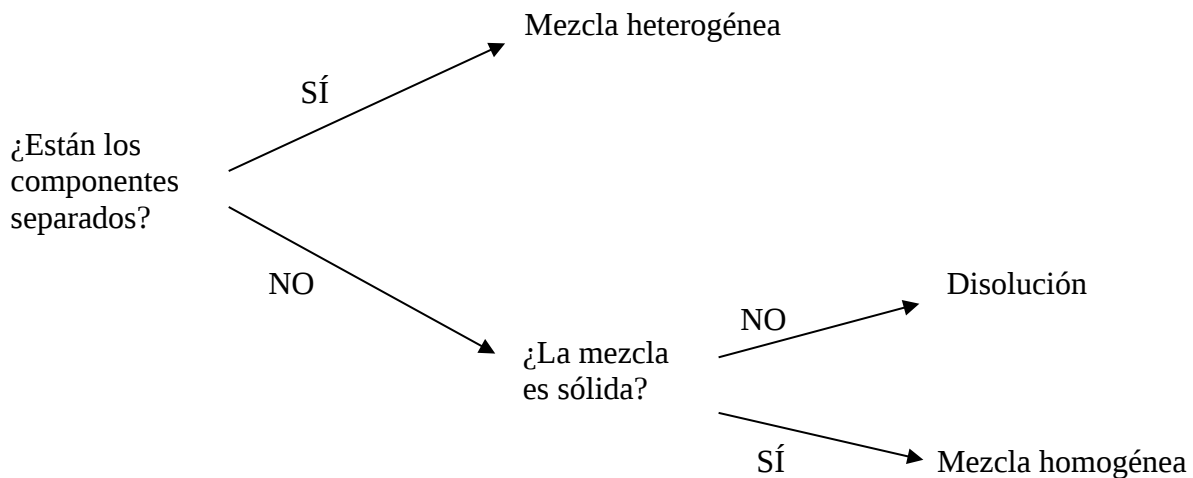 Mezcla heterogénea
SÍ
¿Están los
componentes
separados?
NO
Disolución
NO
¿La mezcla
es sólida?
SÍ
Mezcla homogénea